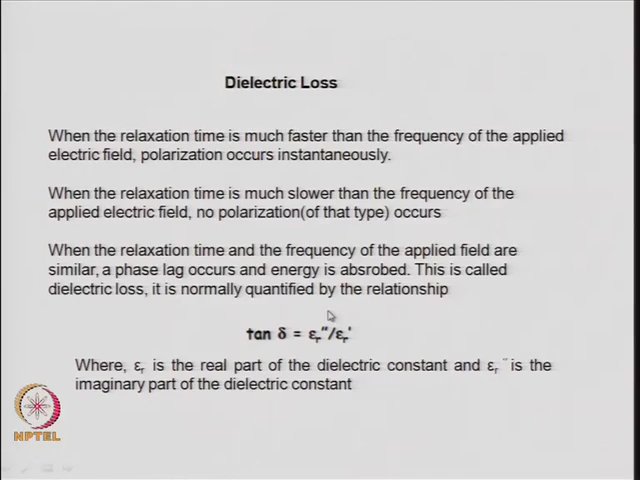 Dielectric Loss
When the relaxation time is much faster than the frequency of the applied
electric field, polarization occurs instantaneously.
When the relaxation time is much slower than the frequency of the
applied electric field, no polarization(of that type) occurs
When the relaxation time and the frequency of the applied field are
similar, a phase lag occurs and energy is absrobed. This is called
dielectric loss, it is normally quantified by the relationship
tan δ = εr"/εr'
Where, εr is the real part of the dielectric constant and εr ¨ is the
imaginary part of the dielectric constant
NPTEL